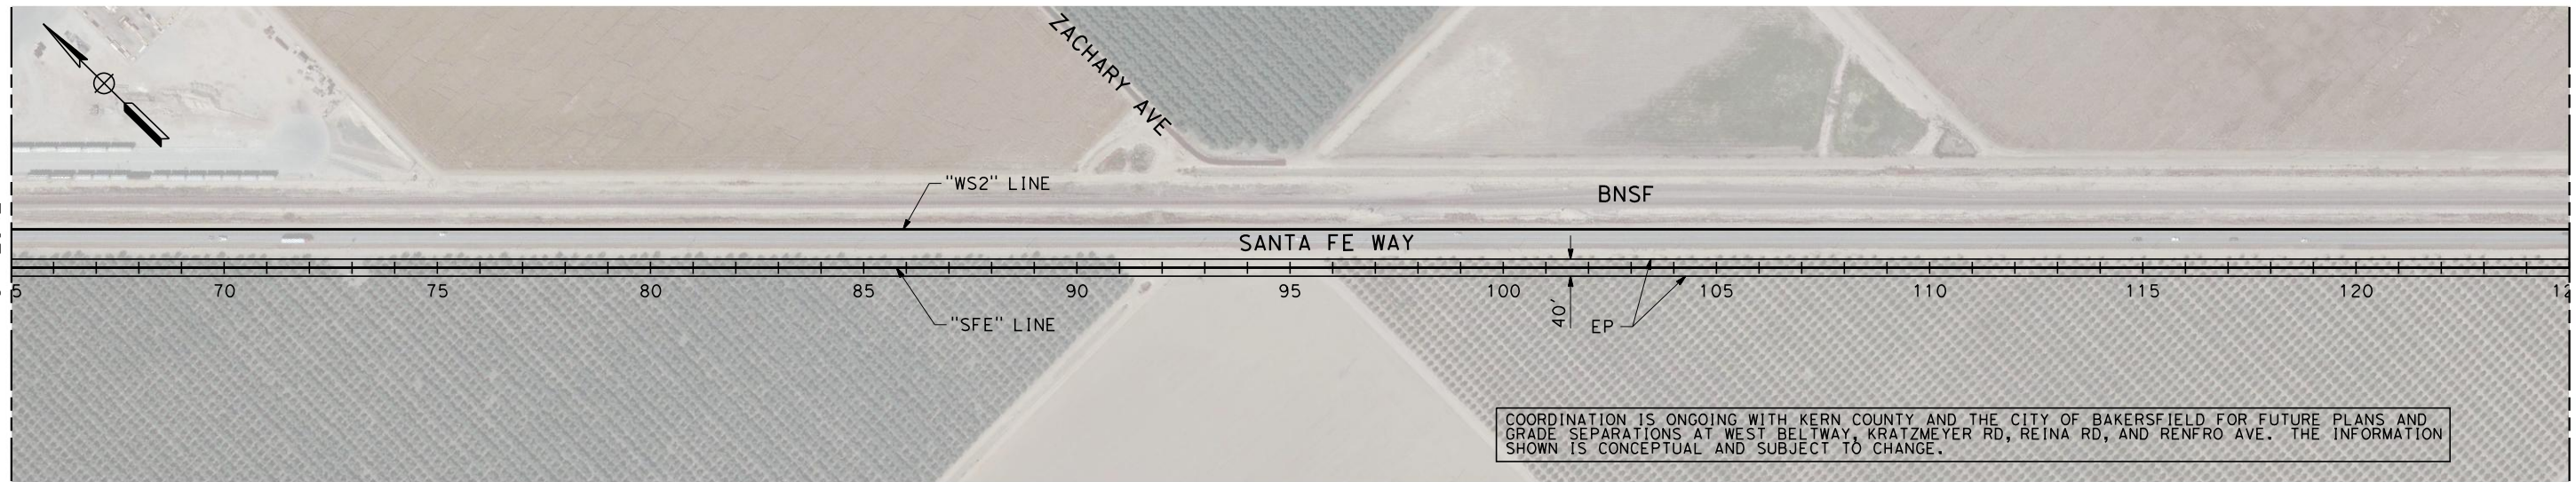 ZACHARY AVE
"WS2" LINE
BNSF
SANTA FE WAY
5 70 75 80 85 90 95 100 105 110 115 120 12
"SFE" LINE
40'
EP
COORDINATION IS ONGOING WITH KERN COUNTY AND THE CITY OF BAKERSFIELD FOR FUTURE PLANS AND
GRADE SEPARATIONS AT WEST BELTWAY, KRATZMEYER RD, REINA RD, AND RENFRO AVE. THE INFORMATION
SHOWN IS CONCEPTUAL AND SUBJECT TO CHANGE.